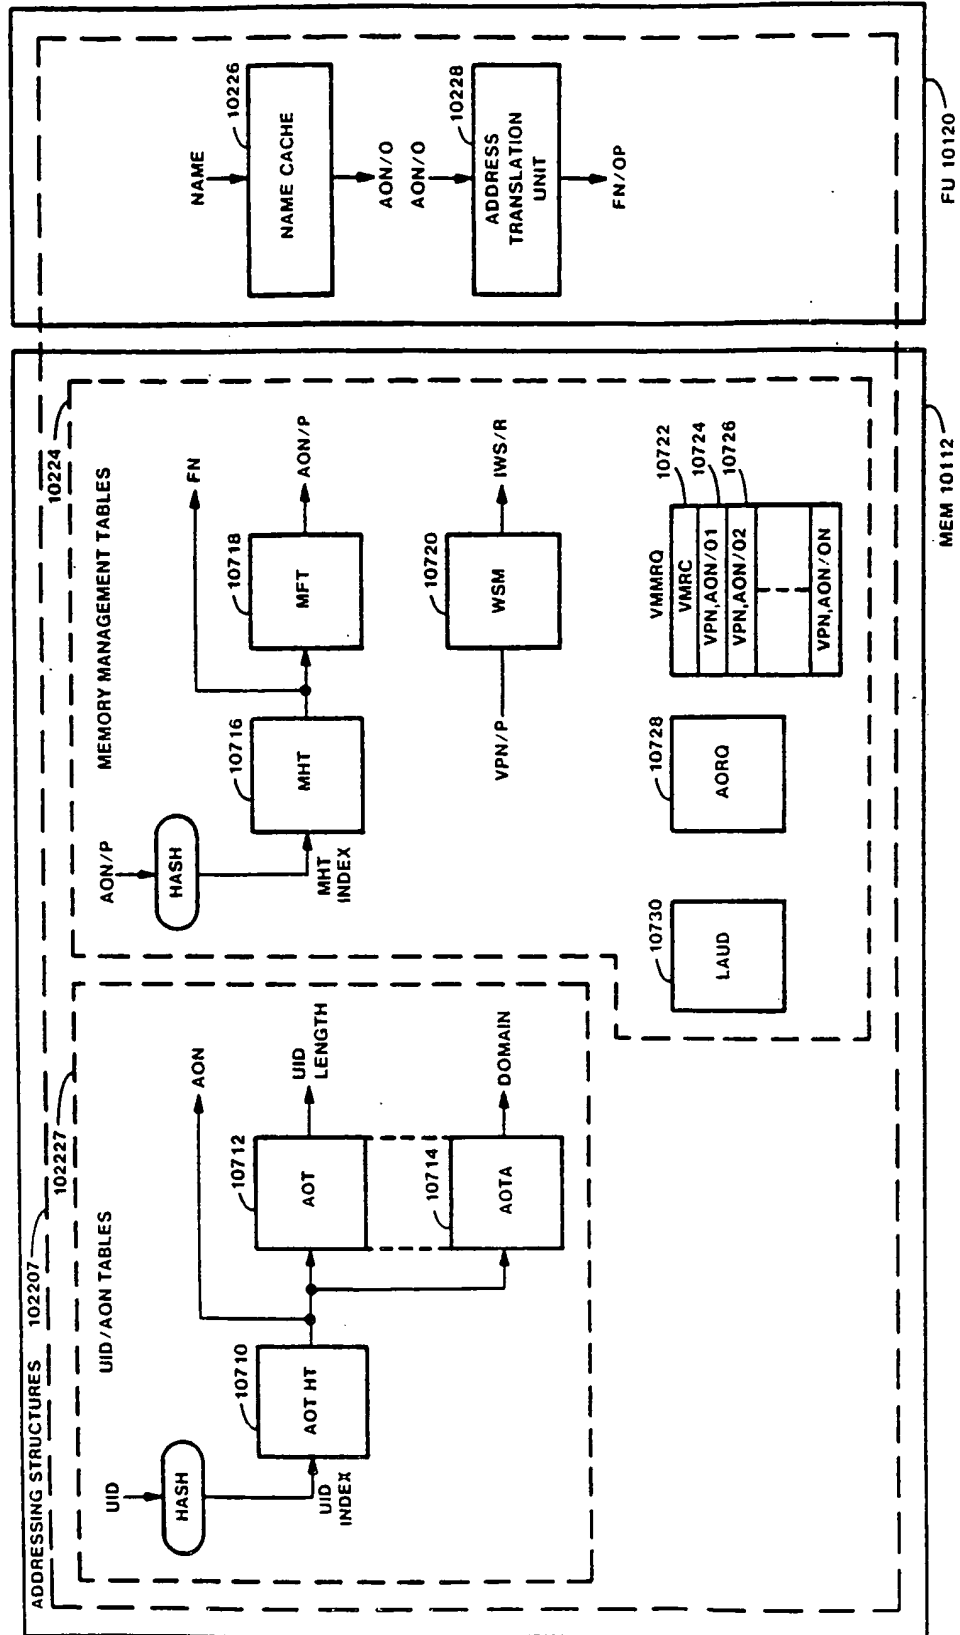 ADDRESSING STRUCTURES 102207
102227
UID/AON TABLES
UID
HASH
UID
INDEX
10710
AOT HT
AON
10712
AOT
UID
LENGTH
10714
AOTA
DOMAIN
10224
MEMORY MANAGEMENT TABLES
AON/P
HASH
MHT
INDEX
10716
MHT
FN
10718
MFT
AON/P
VPN/P
10720
WSM
IWS/R
10730
LAUD
10728
AORQ
VMMRQ
VMRC
VPN,AON/O1
VPN,AON/O2
VPN,AON/ON
10722
10724
10726
MEM 10112
NAME
10226
NAME CACHE
AON/O
AON/O
10228
ADDRESS
TRANSLATION
UNIT
FN/OP
FU 10120